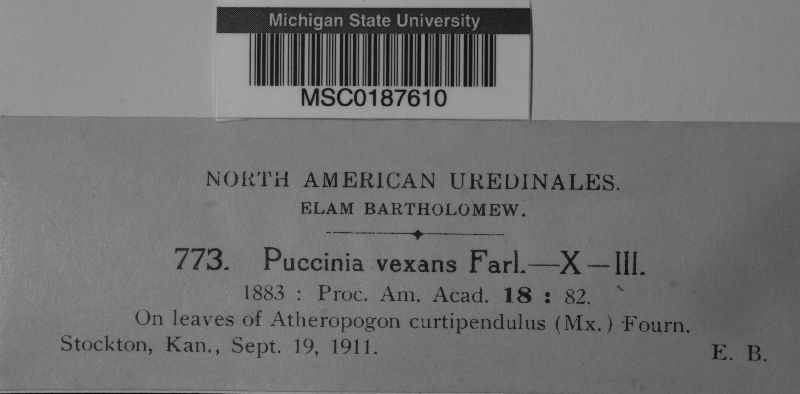 Michigan State University
MSC0187610
NORTH AMERICAN UREDINALES.
ELAM BARTHOLOMEW.
773. Puccinia vexans Farl.—X—III.
1883 : Proc. Am. Acad. 18 : 82.
On leaves of Atheropogon curtipendulus (Mx.) Fourn.
Stockton, Kan., Sept. 19, 1911.
E. B.